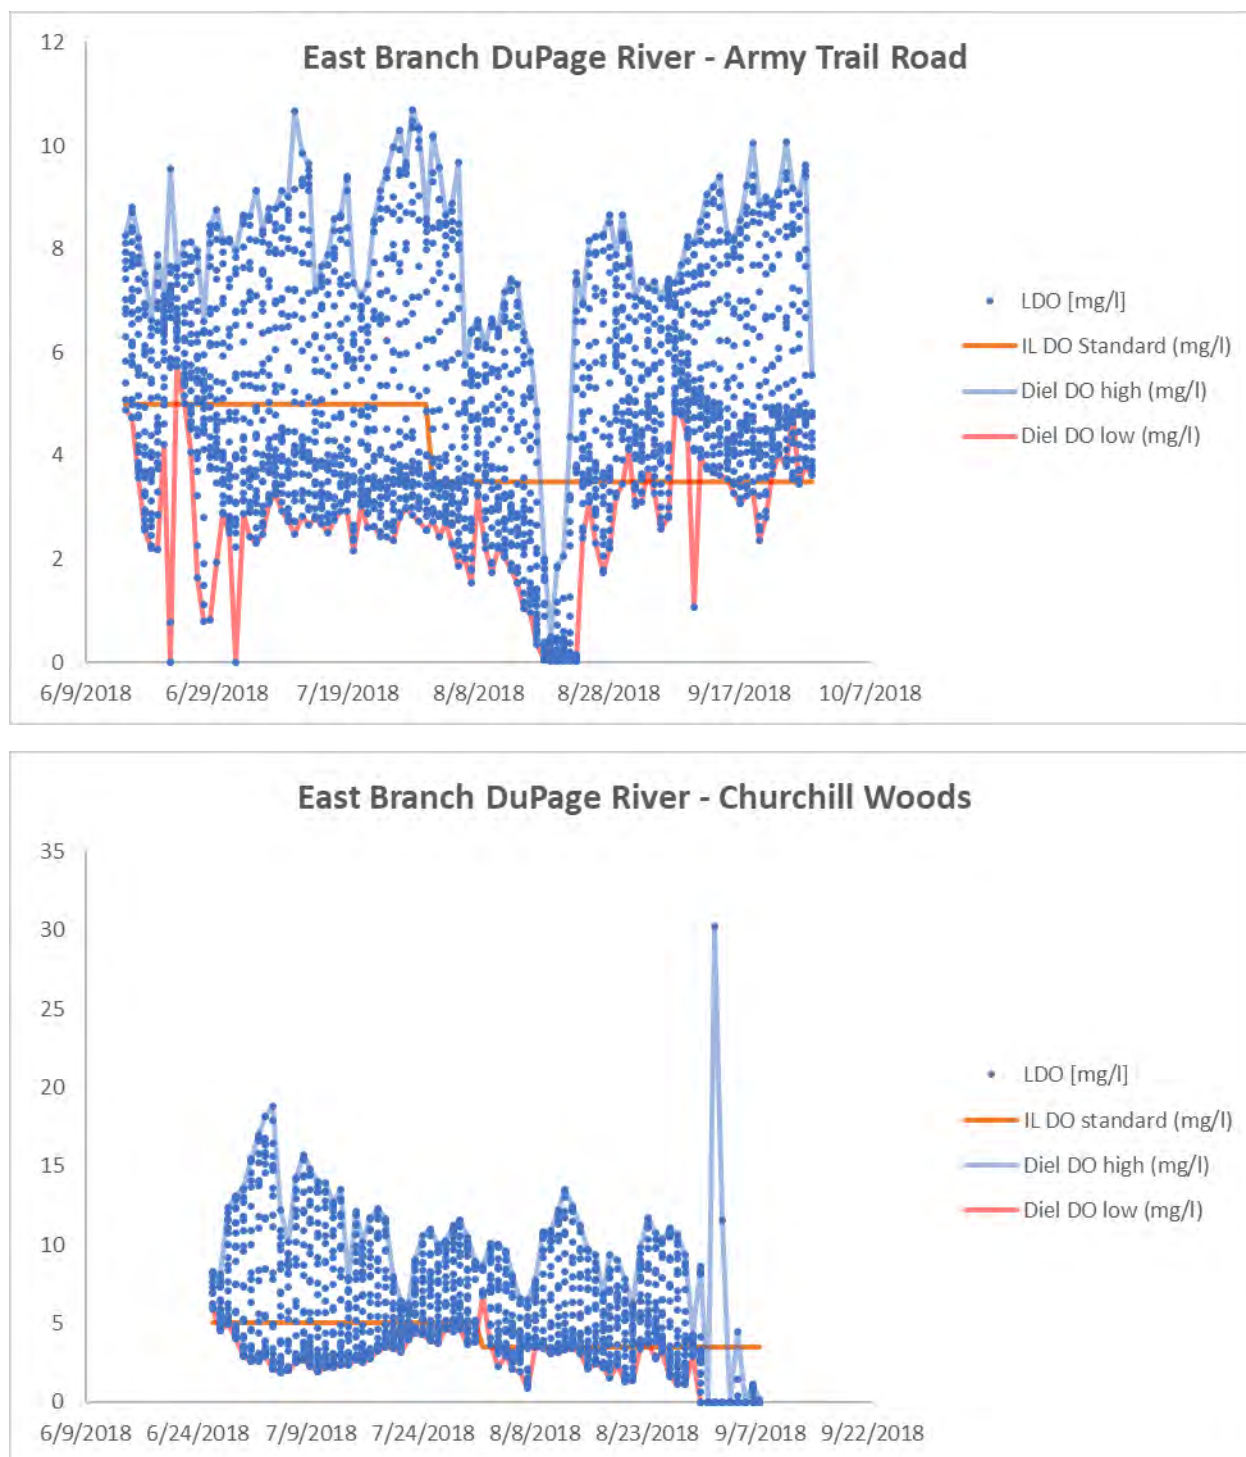 East Branch DuPage River - Army Trail Road
12
10
8
6
4
2
0
6/9/2018 6/29/2018 7/19/2018 8/8/2018 8/28/2018 9/17/2018 10/7/2018
LDO [mg/l]
IL DO Standard (mg/l)
Diel DO high (mg/l)
Diel DO low (mg/l)
East Branch DuPage River - Churchill Woods
35
30
25
20
15
10
5
0
6/9/2018 6/24/2018 7/9/2018 7/24/2018 8/8/2018 8/23/2018 9/7/2018 9/22/2018
LDO [mg/l]
IL DO standard (mg/l)
Diel DO high (mg/l)
Diel DO low (mg/l)